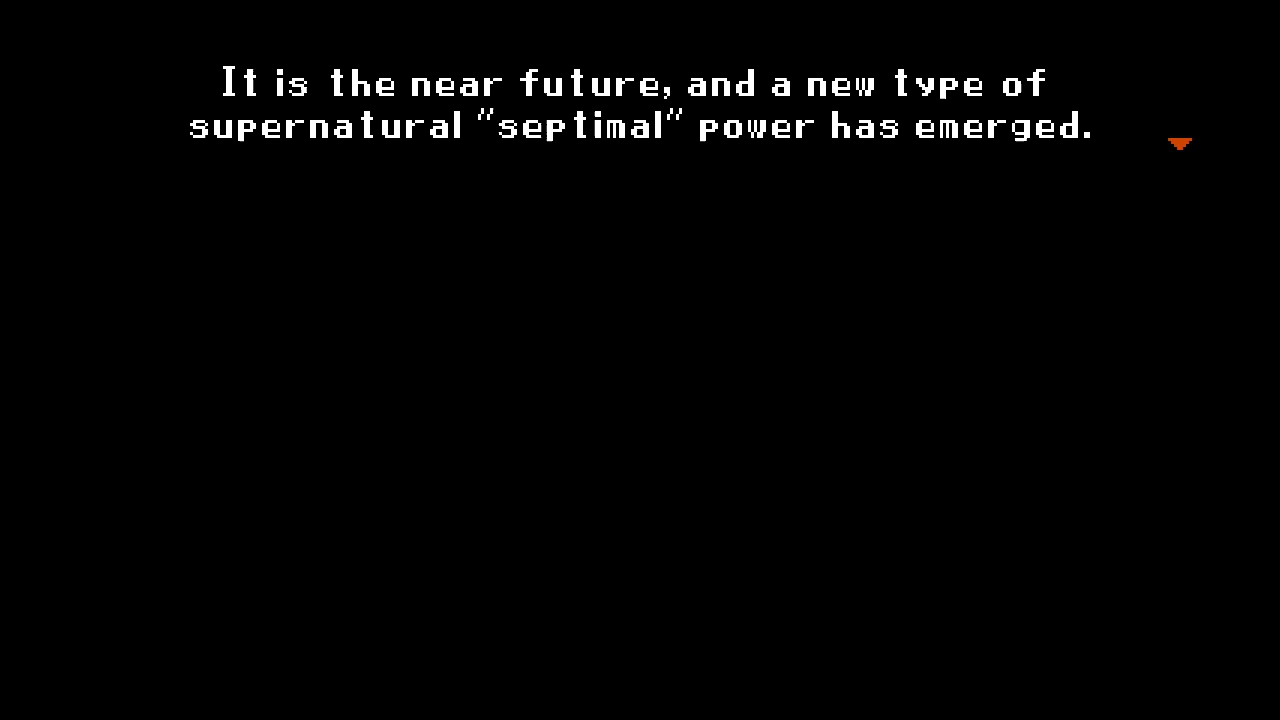 It is the near future, and a new type of
supernatural "septimal" power has emerged.